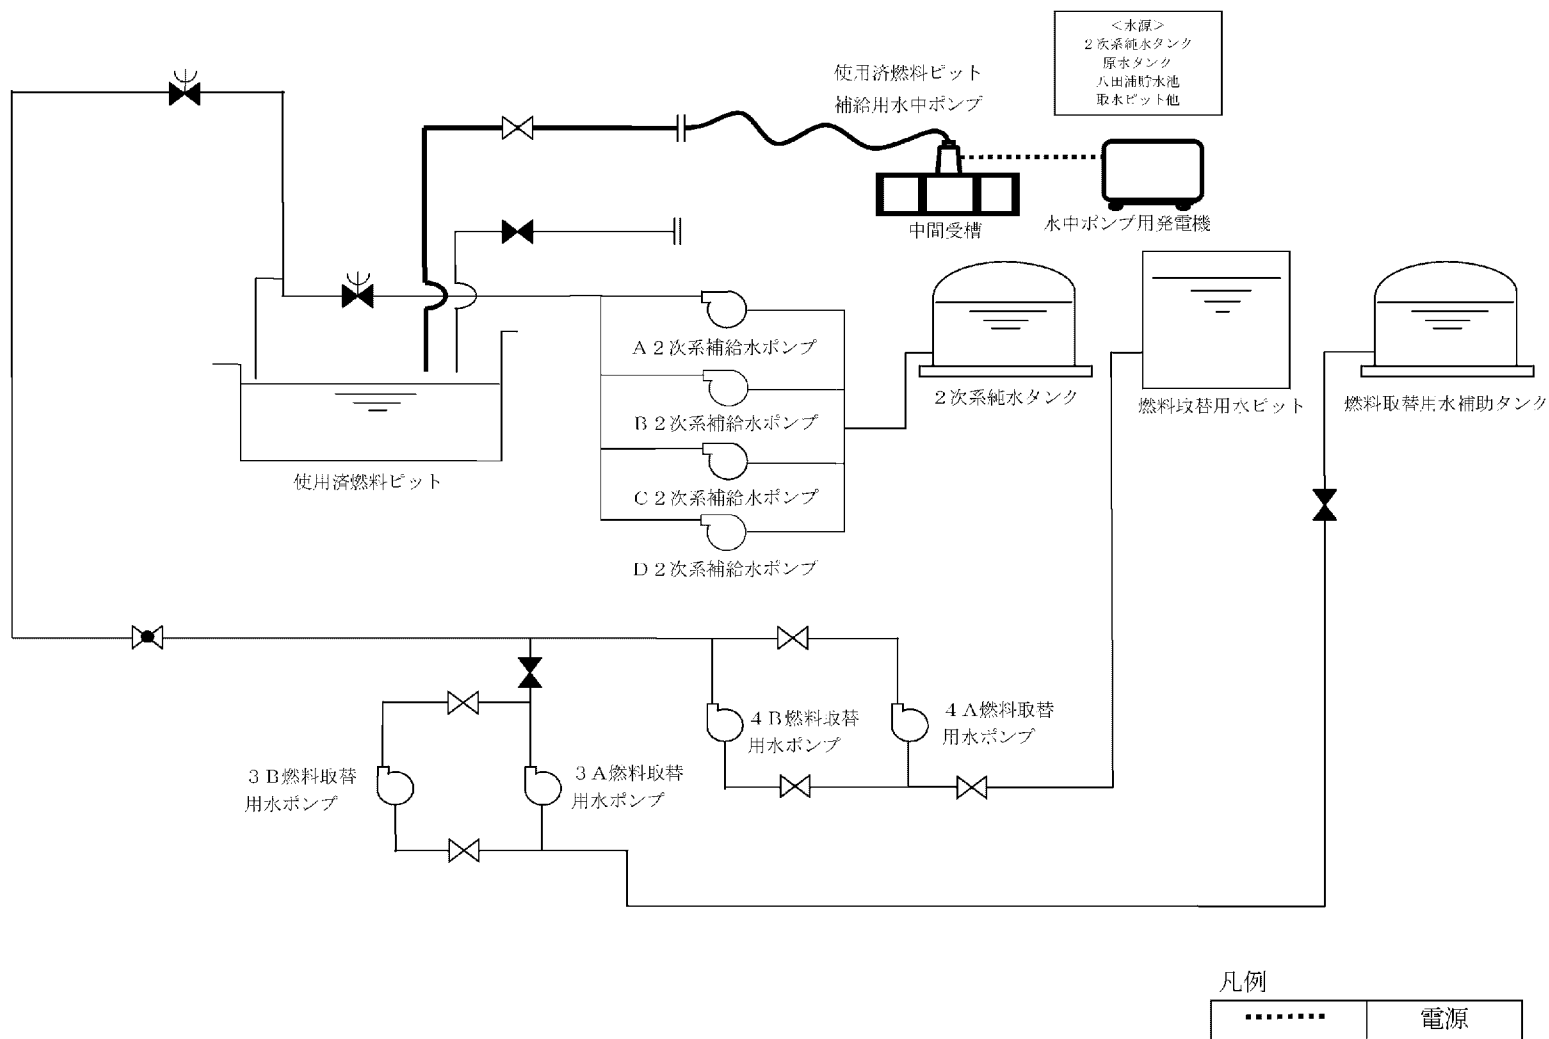 ＜水源＞
２次系純水タンク
原水タンク
八田浦貯水池
取水ピット他
使用済燃料ピット
補給用水中ポンプ
中間受槽
水中ポンプ用発電機
Ａ２次系補給水ポンプ
Ｂ２次系補給水ポンプ
Ｃ２次系補給水ポンプ
Ｄ２次系補給水ポンプ
２次系純水タンク
燃料取替用水ピット
燃料取替用水補助タンク
使用済燃料ピット
４Ｂ燃料取替
用水ポンプ
４Ａ燃料取替
用水ポンプ
３Ｂ燃料取替
用水ポンプ
３Ａ燃料取替
用水ポンプ
凡例
電源